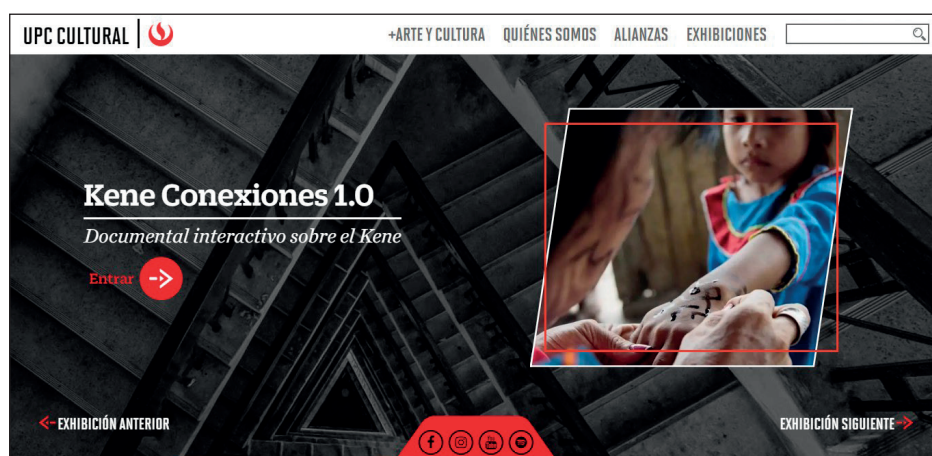 UPC CULTURAL
+ARTE Y CULTURA QUIÉNES SOMOS ALIANZAS EXHIBICIONES
Kene Conexiones 1.0
Documental interactivo sobre el Kene
Entrar
EXHIBICIÓN ANTERIOR
EXHIBICIÓN SIGUIENTE